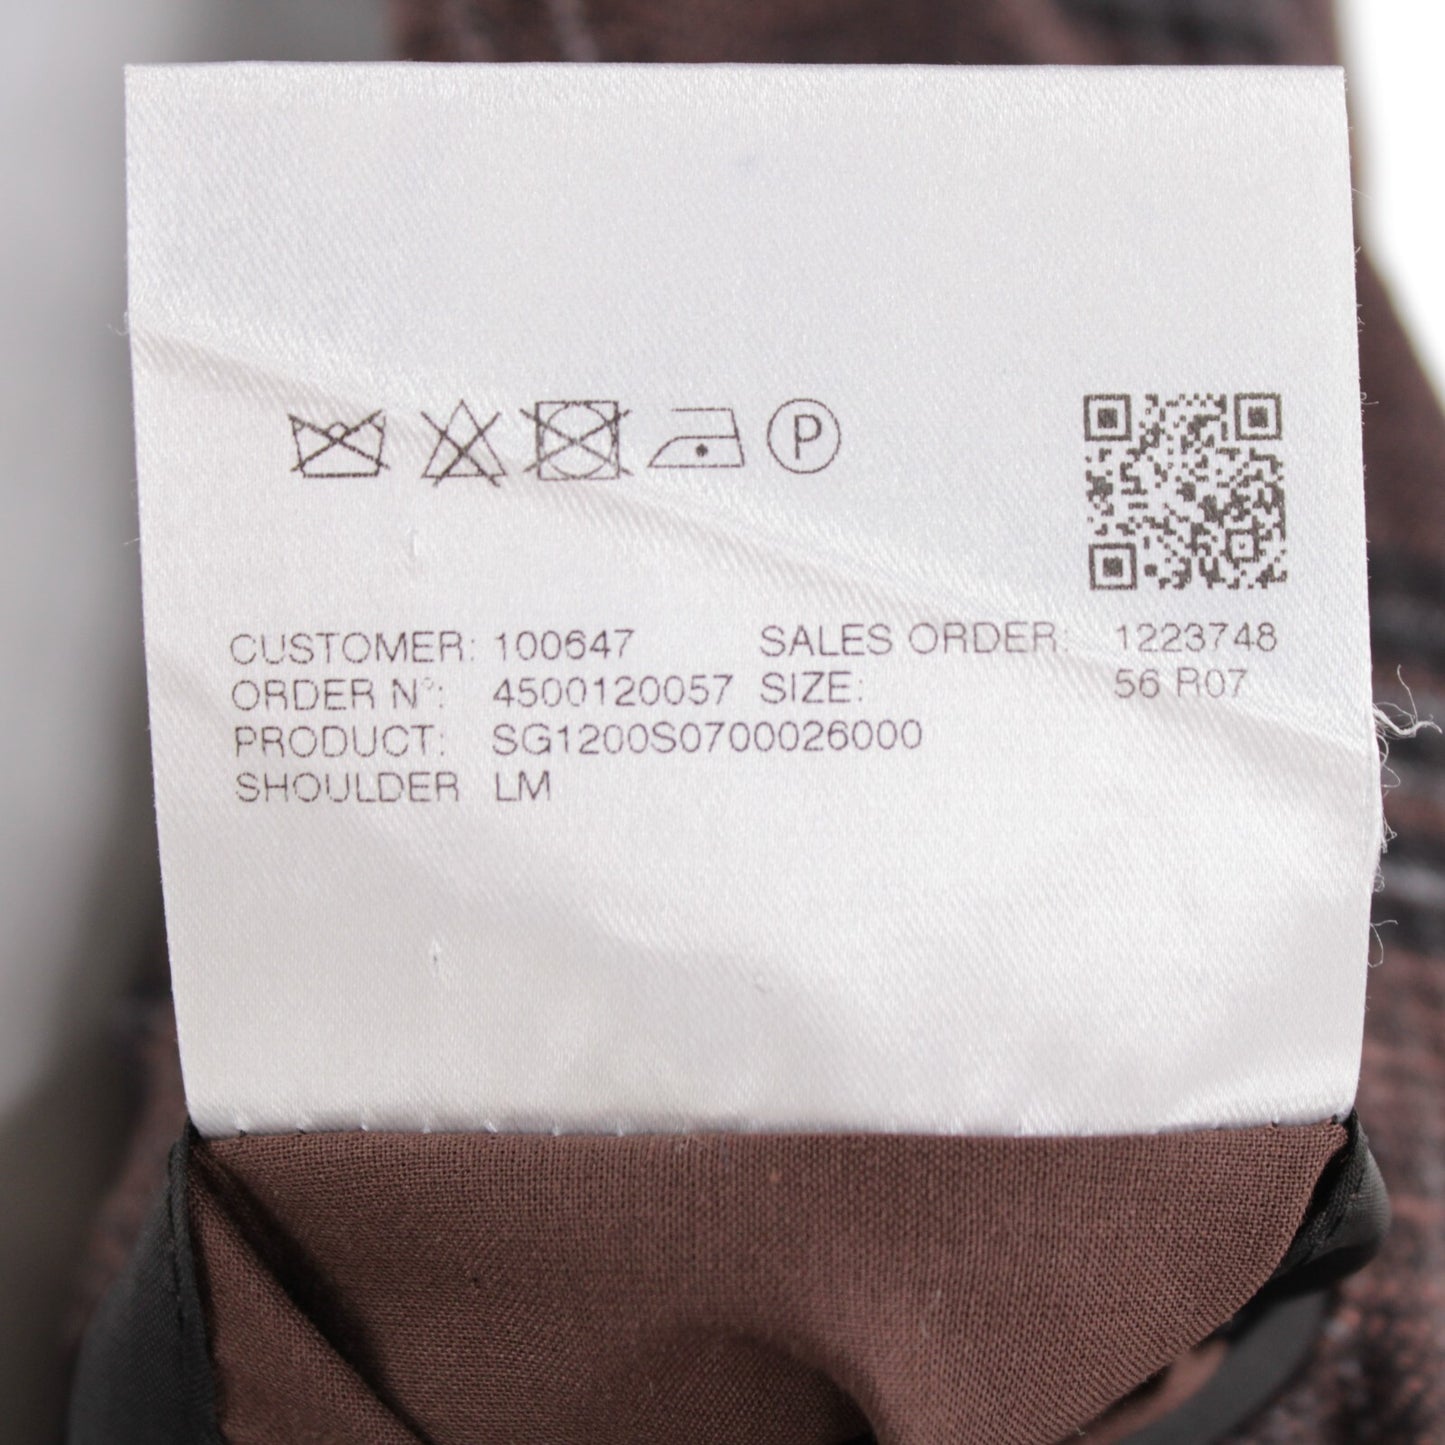 P
CUSTOMER: 100647 SALES ORDER: 1223748
ORDER N°: 4500120057 SIZE: 56 R07
PRODUCT: SG1200S0700026000
SHOULDER LM